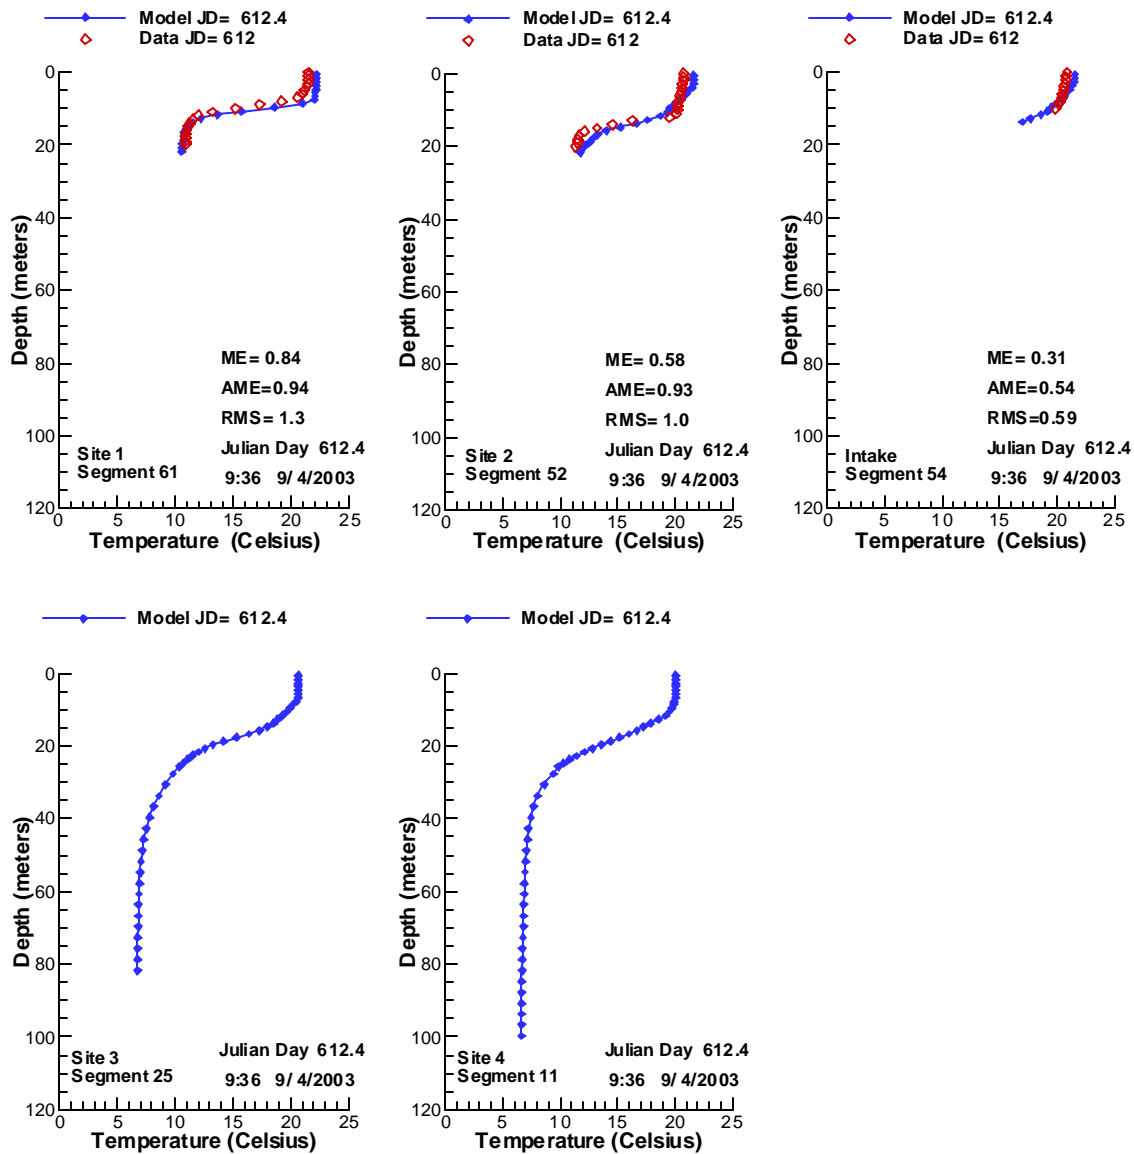 Model JD= 612.4
Data JD= 612
0
20
40
60
80
100
120
Depth (meters)
ME= 0.84
AME=0.94
RMS= 1.3
Julian Day 612.4
9:36 9/ 4/2003
Site 1
Segment 61
0 5 10 15 20 25
Temperature (Celsius)
Model JD= 612.4
Data JD= 612
0
20
40
60
80
100
120
Depth (meters)
ME= 0.58
AME=0.93
RMS= 1.0
Julian Day 612.4
9:36 9/ 4/2003
Site 2
Segment 52
0 5 10 15 20 25
Temperature (Celsius)
Model JD= 612.4
Data JD= 612
0
20
40
60
80
100
120
Depth (meters)
ME= 0.31
AME=0.54
RMS=0.59
Julian Day 612.4
9:36 9/ 4/2003
Intake
Segment 54
0 5 10 15 20 25
Temperature (Celsius)
Model JD= 612.4
0
20
40
60
80
100
120
Depth (meters)
Site 3
Segment 25
Julian Day 612.4
9:36 9/ 4/2003
0 5 10 15 20 25
Temperature (Celsius)
Model JD= 612.4
0
20
40
60
80
100
120
Depth (meters)
Site 4
Segment 11
Julian Day 612.4
9:36 9/ 4/2003
0 5 10 15 20 25
Temperature (Celsius)